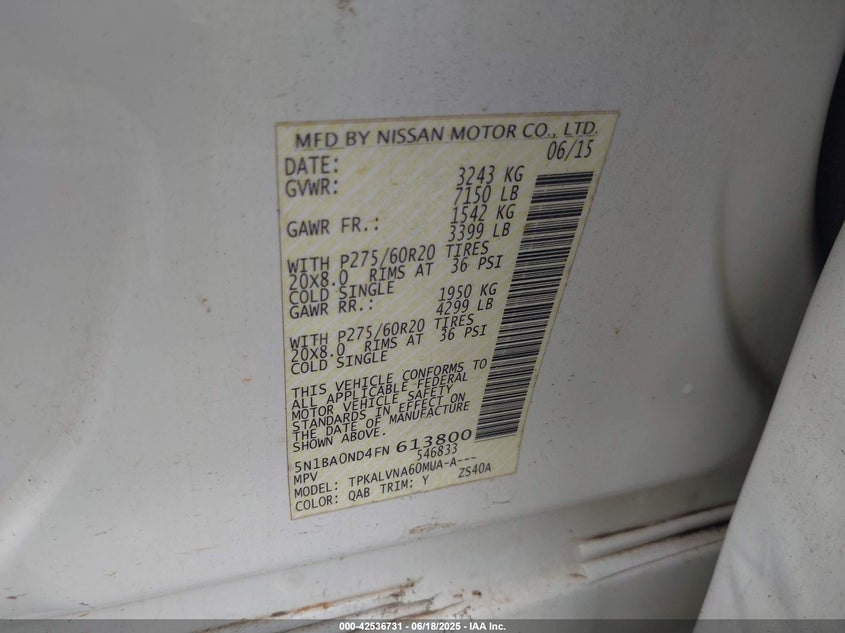 MFD BY NISSAN MOTOR CO., LTD.
DATE: 06/15
GVWR: 3243 KG
7150 LB
GAWR FR.: 1542 KG
3399 LB
WITH P275/60R20 TIRES
20X8.0 RIMS AT 36 PSI
COLD SINGLE
GAWR RR.: 1950 KG
4299 LB
WITH P275/60R20 TIRES
20X8.0 RIMS AT 36 PSI
COLD SINGLE
THIS VEHICLE CONFORMS TO
ALL APPLICABLE FEDERAL
MOTOR VEHICLE SAFETY
STANDARDS IN EFFECT ON
THE DATE OF MANUFACTURE
SHOWN ABOVE.
5N1BA0ND4FN 613800
MPV 546833
MODEL: TPKALVNA60MUA-A---
COLOR: QAB TRIM: Y ZS40A
000-42536731 - 06/18/2025 - IAA Inc.